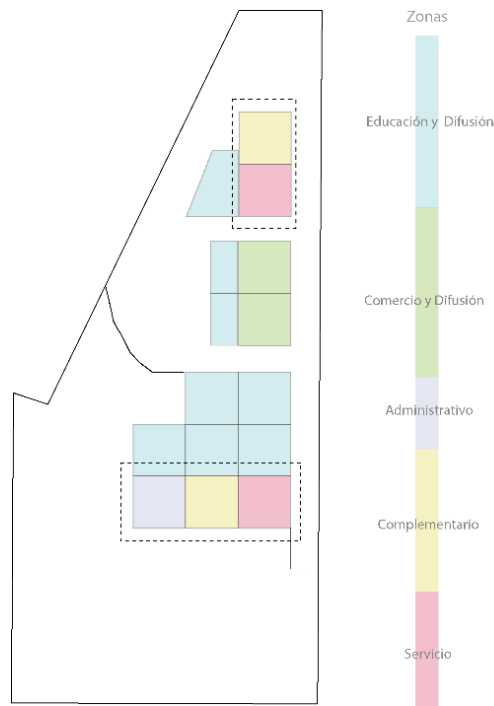 Zonas
Educación y Difusión
Comercio y Difusión
Administrativo
Complementario
Servicio